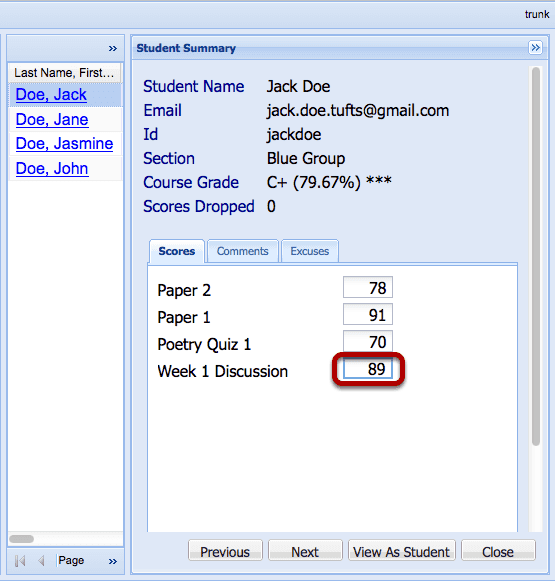 trunk
»
Last Name, First...
Doe, Jack
Doe, Jane
Doe, Jasmine
Doe, John
Page »
Student Summary »
Student Name Jack Doe
Email jack.doe.tufts@gmail.com
Id jackdoe
Section Blue Group
Course Grade C+ (79.67%) ***
Scores Dropped 0
Scores Comments Excuses
Paper 2 78
Paper 1 91
Poetry Quiz 1 70
Week 1 Discussion 89
Previous Next View As Student Close